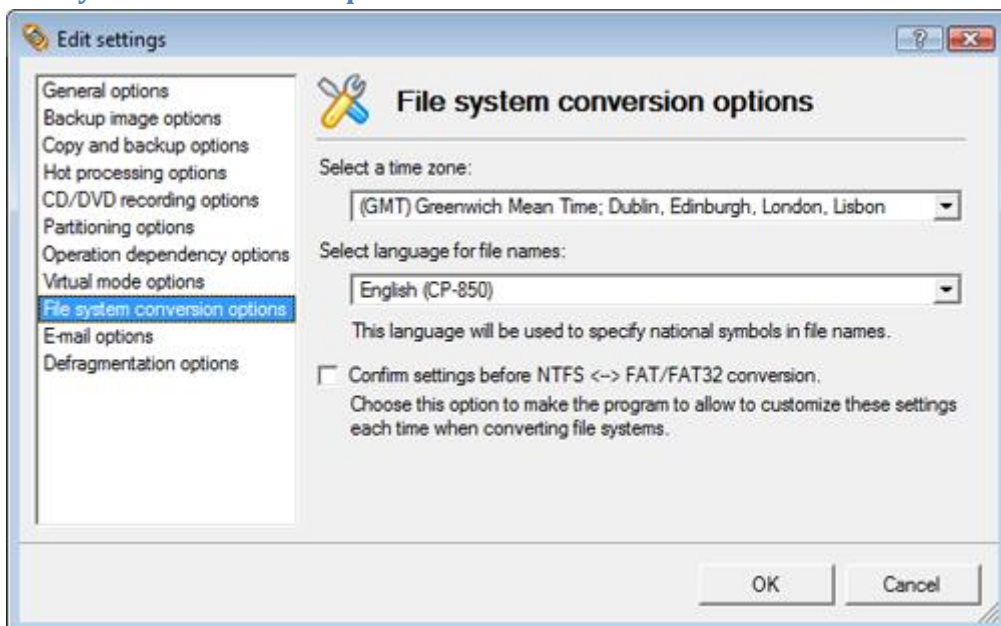 Edit settings
General options
Backup image options
Copy and backup options
Hot processing options
CD/DVD recording options
Partitioning options
Operation dependency options
Virtual mode options
File system conversion options
E-mail options
Defragmentation options
File system conversion options
Select a time zone:
(GMT) Greenwich Mean Time; Dublin, Edinburgh, London, Lisbon
Select language for file names:
English (CP-850)
This language will be used to specify national symbols in file names.
Confirm settings before NTFS <--> FAT/FAT32 conversion.
Choose this option to make the program to allow to customize these settings
each time when converting file systems.
OK
Cancel